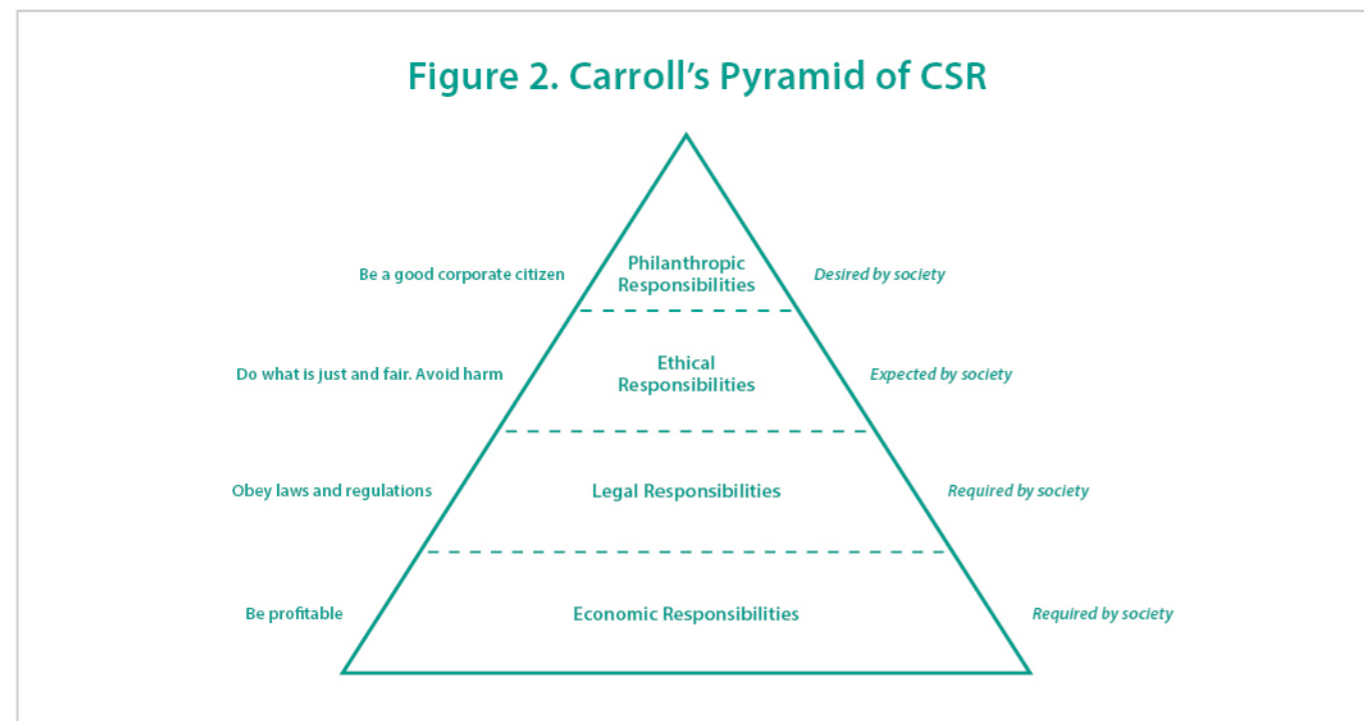 Figure 2. Carroll’s Pyramid of CSR
Be a good corporate citizen
Philanthropic
Responsibilities
Desired by society
Do what is just and fair. Avoid harm
Ethical
Responsibilities
Expected by society
Obey laws and regulations
Legal Responsibilities
Required by society
Be profitable
Economic Responsibilities
Required by society